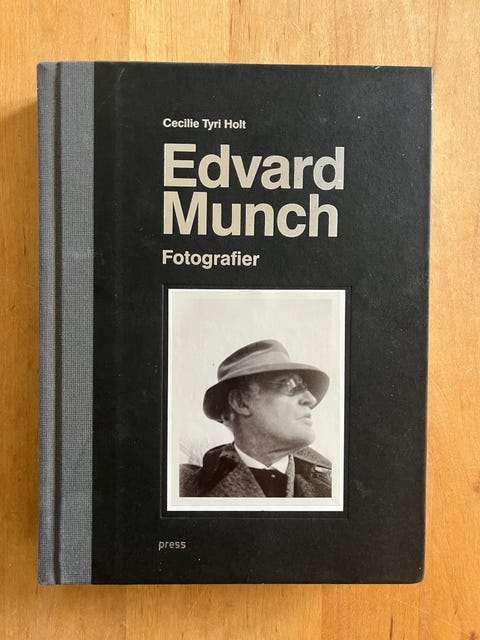 Cecilie Tyri Holt
Edvard
Munch
Fotografier
press